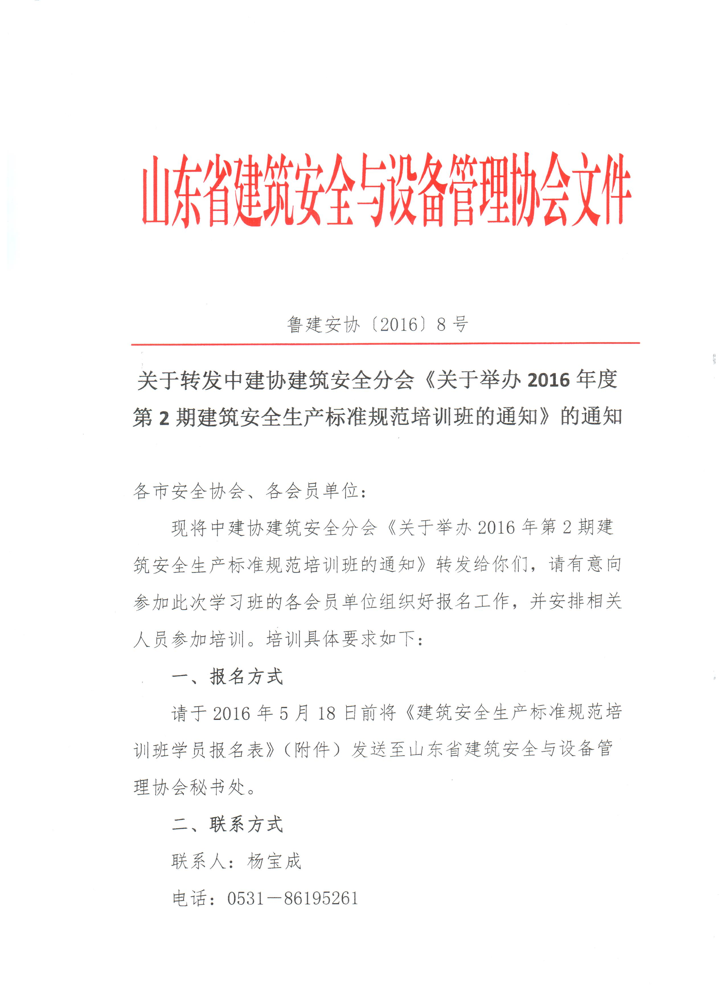 山东省建筑安全与设备管理协会文件
鲁建安协〔2016〕8号
关于转发中建协建筑安全分会《关于举办2016年度
第2期建筑安全生产标准规范培训班的通知》的通知
各市安全协会、各会员单位：
现将中建协建筑安全分会《关于举办2016年第2期建
筑安全生产标准规范培训班的通知》转发给你们，请有意向
参加此次学习班的各会员单位组织好报名工作，并安排相关
人员参加培训。培训具体要求如下：
一、报名方式
请于2016年5月18日前将《建筑安全生产标准规范培
训班学员报名表》（附件）发送至山东省建筑安全与设备管
理协会秘书处。
二、联系方式
联系人：杨宝成
电话：0531－86195261